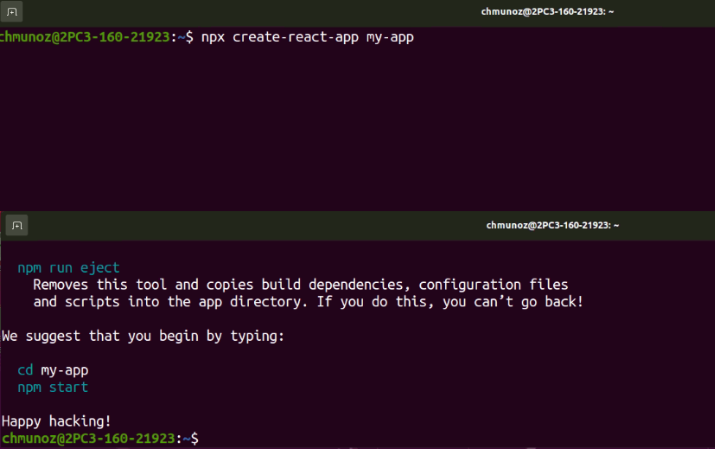 chmunoz@2PC3-160-21923: ~
chmunoz@2PC3-160-21923:~$ npx create-react-app my-app
chmunoz@2PC3-160-21923: ~
npm run eject
Removes this tool and copies build dependencies, configuration files
and scripts into the app directory. If you do this, you can’t go back!
We suggest that you begin by typing:
cd my-app
npm start
Happy hacking!
chmunoz@2PC3-160-21923:~$